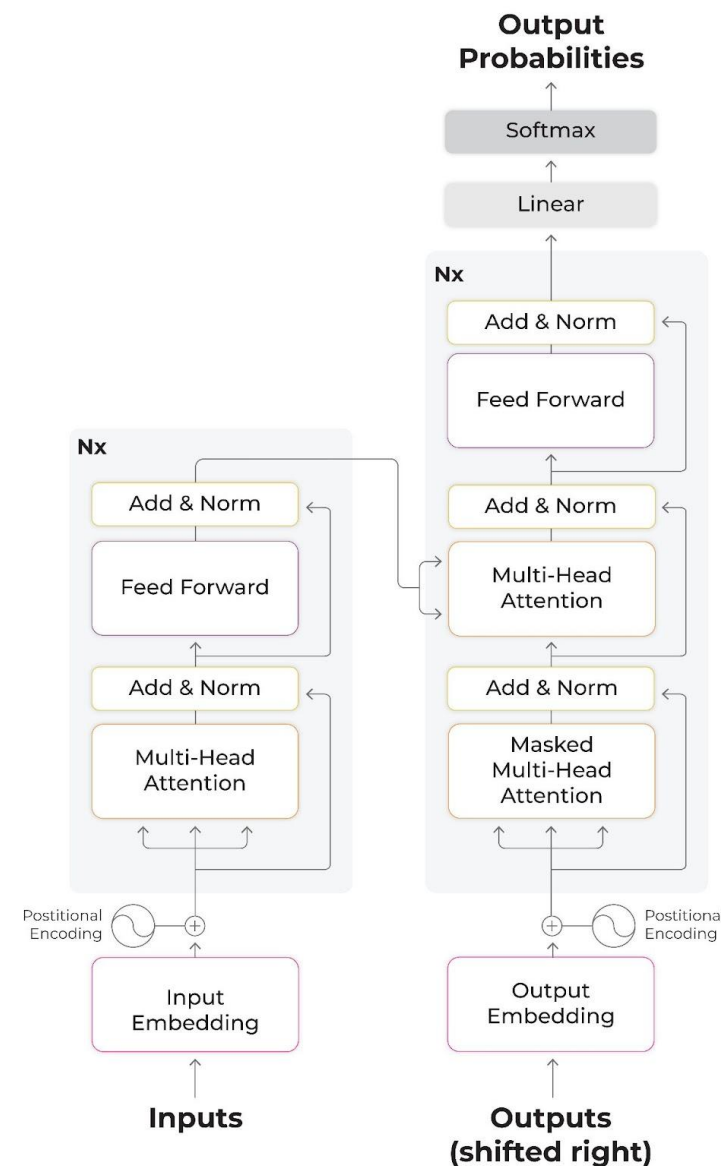 Output
Probabilities
Softmax
Linear
Nx
Add & Norm
Feed Forward
Add & Norm
Multi-Head
Attention
Add & Norm
Masked
Multi-Head
Attention
Postitional
Encoding
Output
Embedding
Outputs
(shifted right)
Nx
Add & Norm
Feed Forward
Add & Norm
Multi-Head
Attention
Postitional
Encoding
Input
Embedding
Inputs